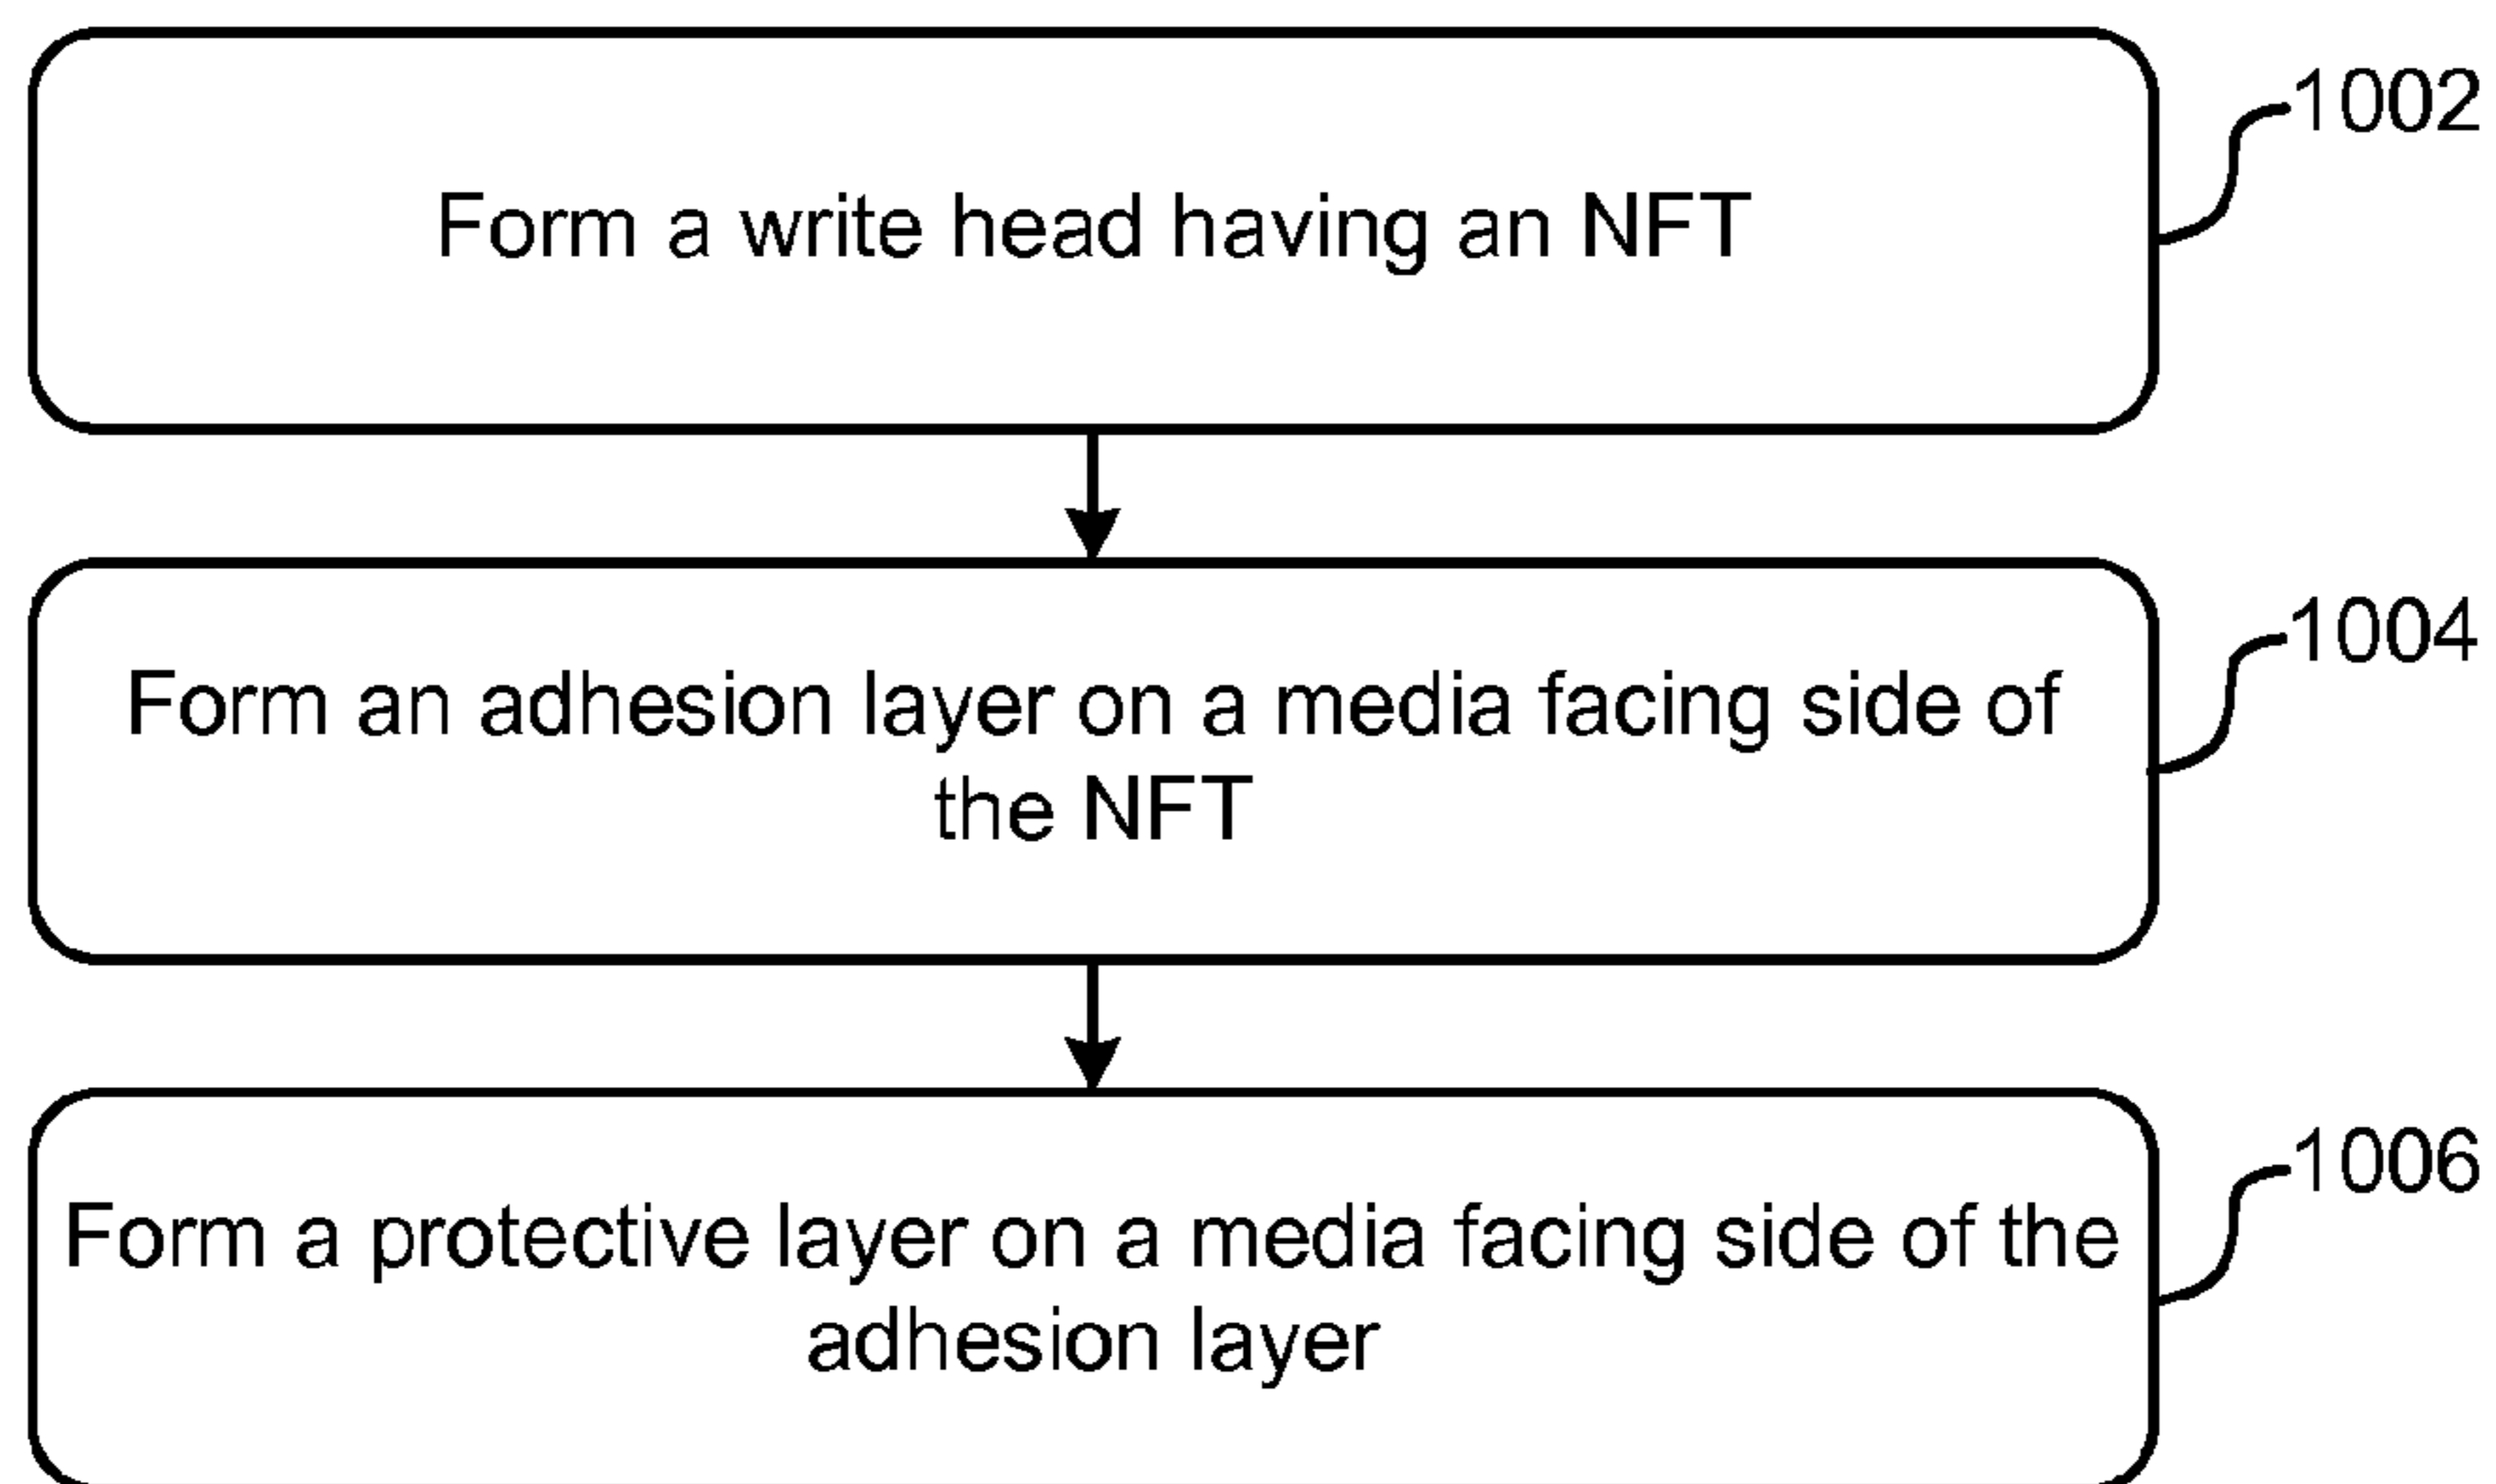 Form a write head having an NFT
1002
Form an adhesion layer on a media facing side of
the NFT
1004
Form a protective layer on a media facing side of the
adhesion layer
1006